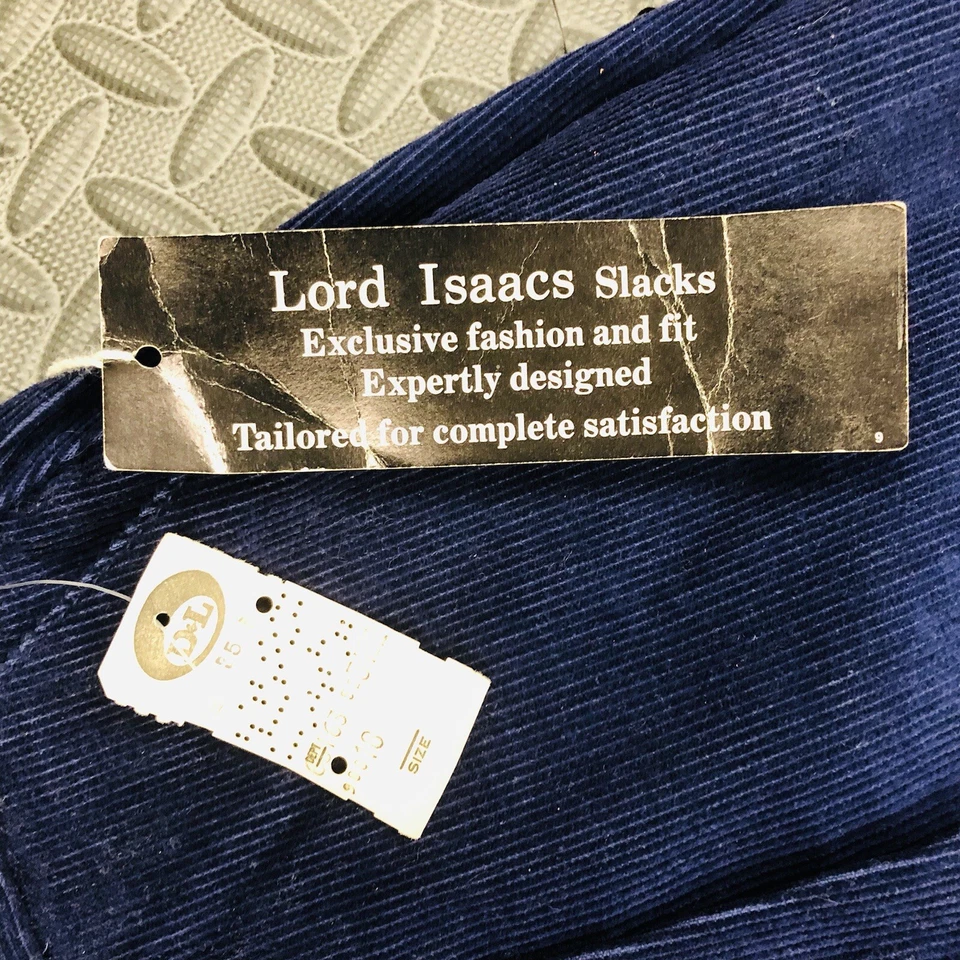 Lord Isaacs Slacks
Exclusive fashion and fit
Expertly designed
Tailored for complete satisfaction
9
D&L
SIZE